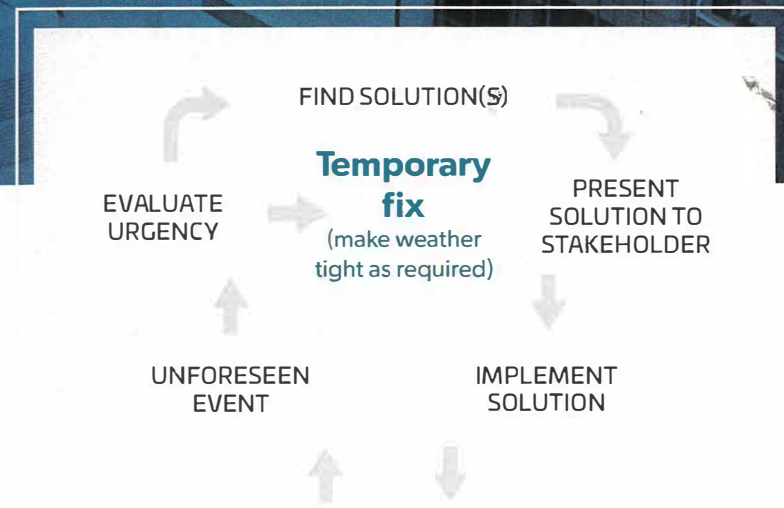 FIND SOLUTION(S)
Temporary
fix
(make weather
tight as required)
EVALUATE
URGENCY
PRESENT
SOLUTION TO
STAKEHOLDER
UNFORESEEN
EVENT
IMPLEMENT
SOLUTION